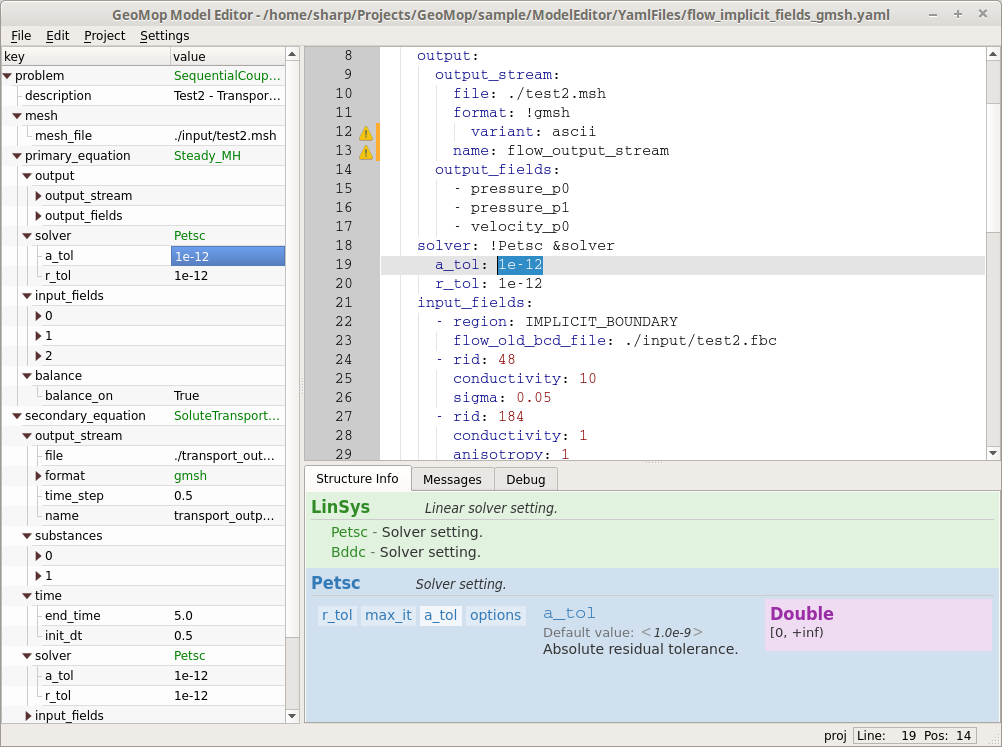 GeoMop Model Editor - /home/sharp/Projects/GeoMop/sample/ModelEditor/YamlFiles/flow_implicit_fields_gmsh.yaml
File Edit Project Settings
key value
problem SequentialCoup...
description Test2 - Transpor...
mesh
mesh_file ./input/test2.msh
primary_equation Steady_MH
output
output_stream
output_fields
solver Petsc
a_tol 1e-12
r_tol 1e-12
input_fields
0
1
2
balance
balance_on True
secondary_equation SoluteTransport...
output_stream
file ./transport_out...
format gmsh
time_step 0.5
name transport_outp...
substances
0
1
time
end_time 5.0
init_dt 0.5
solver Petsc
a_tol 1e-12
r_tol 1e-12
input_fields
8 output:
9 output_stream:
10 file: ./test2.msh
11 format: !gmsh
12 variant: ascii
13 name: flow_output_stream
14 output_fields:
15 - pressure_p0
16 - pressure_p1
17 - velocity_p0
18 solver: !Petsc &solver
19 a_tol: 1e-12
20 r_tol: 1e-12
21 input_fields:
22 - region: IMPLICIT_BOUNDARY
23 flow_old_bcd_file: ./input/test2.fbc
24 - rid: 48
25 conductivity: 10
26 sigma: 0.05
27 - rid: 184
28 conductivity: 1
29 anisotropy: 1
Structure Info Messages Debug
LinSys Linear solver setting.
Petsc - Solver setting.
Bddc - Solver setting.
Petsc Solver setting.
r_tol max_it a_tol options
a_tol
Default value: <1.0e-9>
Absolute residual tolerance.
Double
[0, +inf)
proj Line: 19 Pos: 14